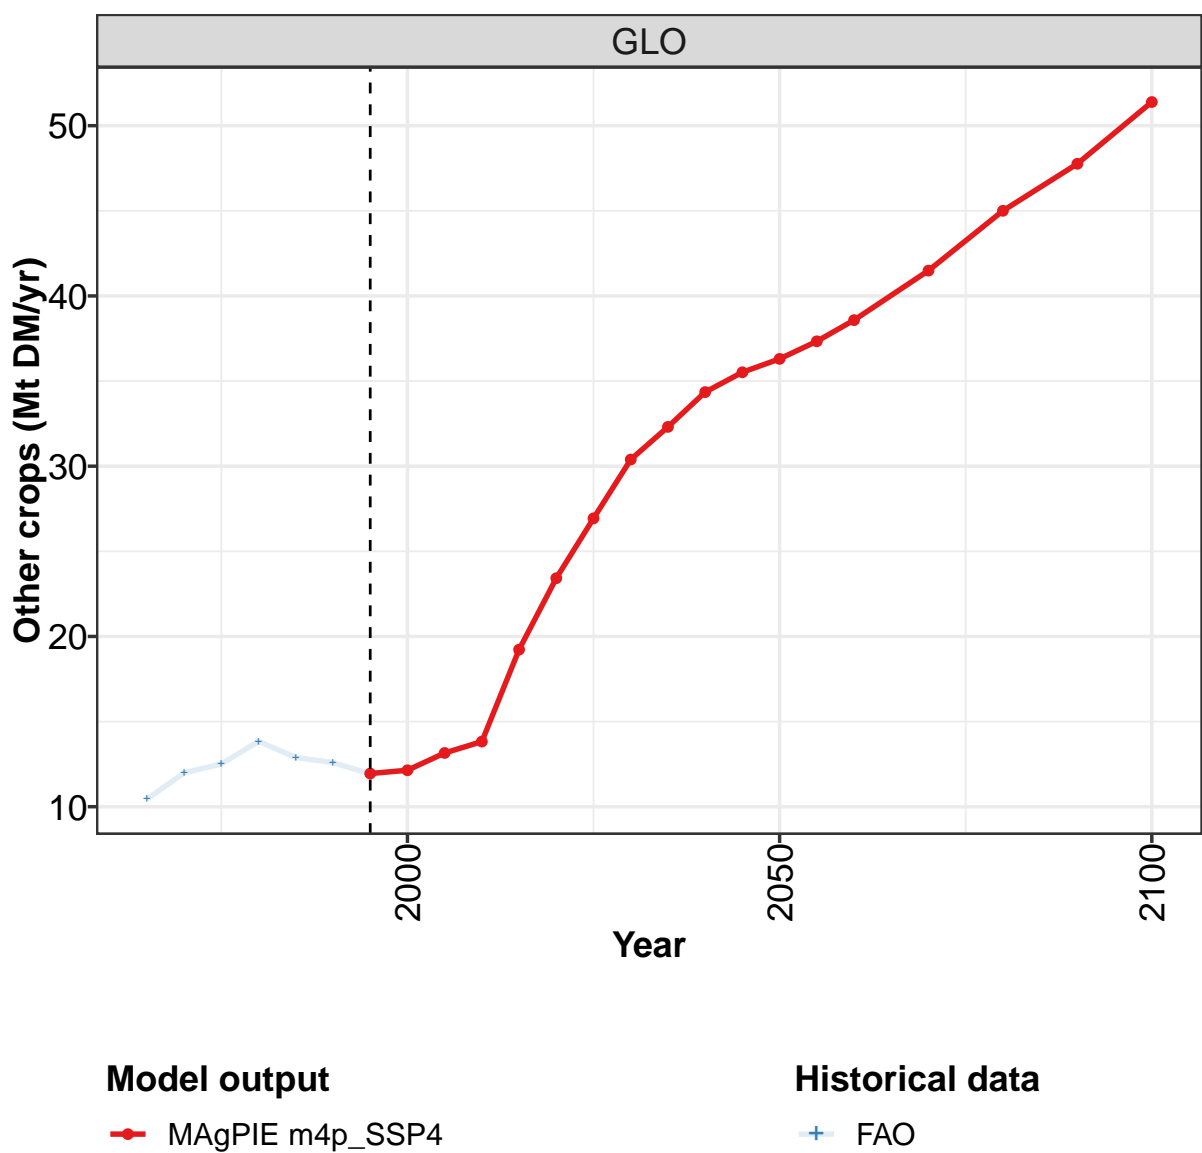 GLO
Other crops (Mt DM/yr)
50
40
30
20
10
2000
2050
2100
Year
Model output
MAgPIE m4p_SSP4
Historical data
FAO